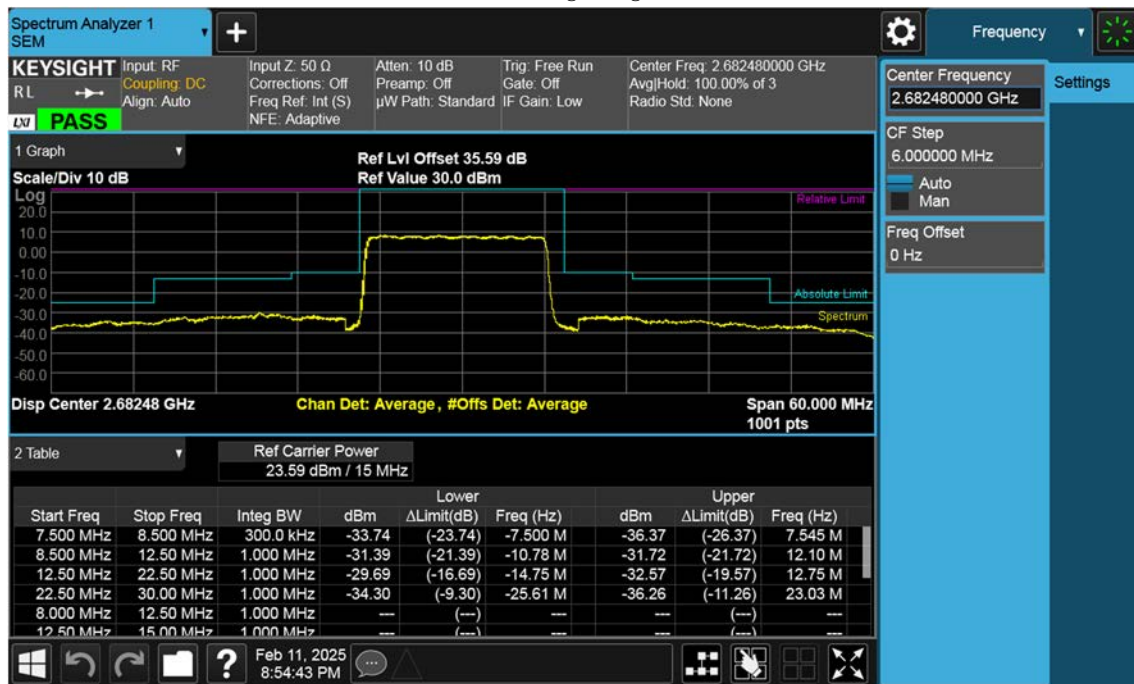 Spectrum Analyzer 1
SEM
+
Frequency
KEYSIGHT
RL
LXI PASS
Input: RF
Coupling: DC
Align: Auto
Input Z: 50 Ω
Corrections: Off
Freq Ref: Int (S)
NFE: Adaptive
Atten: 10 dB
Preamp: Off
µW Path: Standard
Trig: Free Run
Gate: Off
IF Gain: Low
Center Freq: 2.682480000 GHz
Avg|Hold: 100.00% of 3
Radio Std: None
Center Frequency
2.682480000 GHz
Settings
CF Step
6.000000 MHz
Auto
Man
Freq Offset
0 Hz
1 Graph
Scale/Div 10 dB
Ref Lvl Offset 35.59 dB
Ref Value 30.0 dBm
Log
Relative Limit
20.0
10.0
0.00
-10.0
-20.0
Absolute Limit
-30.0
Spectrum
-40.0
-50.0
-60.0
Disp Center 2.68248 GHz
Chan Det: Average, #Offs Det: Average
Span 60.000 MHz
1001 pts
2 Table
Ref Carrier Power
23.59 dBm / 15 MHz
Lower Upper
Start Freq Stop Freq Integ BW dBm ΔLimit(dB) Freq (Hz) dBm ΔLimit(dB) Freq (Hz)
7.500 MHz 8.500 MHz 300.0 kHz -33.74 (-23.74) -7.500 M -36.37 (-26.37) 7.545 M
8.500 MHz 12.50 MHz 1.000 MHz -31.39 (-21.39) -10.78 M -31.72 (-21.72) 12.10 M
12.50 MHz 22.50 MHz 1.000 MHz -29.69 (-16.69) -14.75 M -32.57 (-19.57) 12.75 M
22.50 MHz 30.00 MHz 1.000 MHz -34.30 (-9.30) -25.61 M -36.26 (-11.26) 23.03 M
8.000 MHz 12.50 MHz 1.000 MHz --- (---) --- --- (---) ---
12.50 MHz 15.00 MHz 1.000 MHz --- (---) --- --- (---) ---
?
Feb 11, 2025
8:54:43 PM